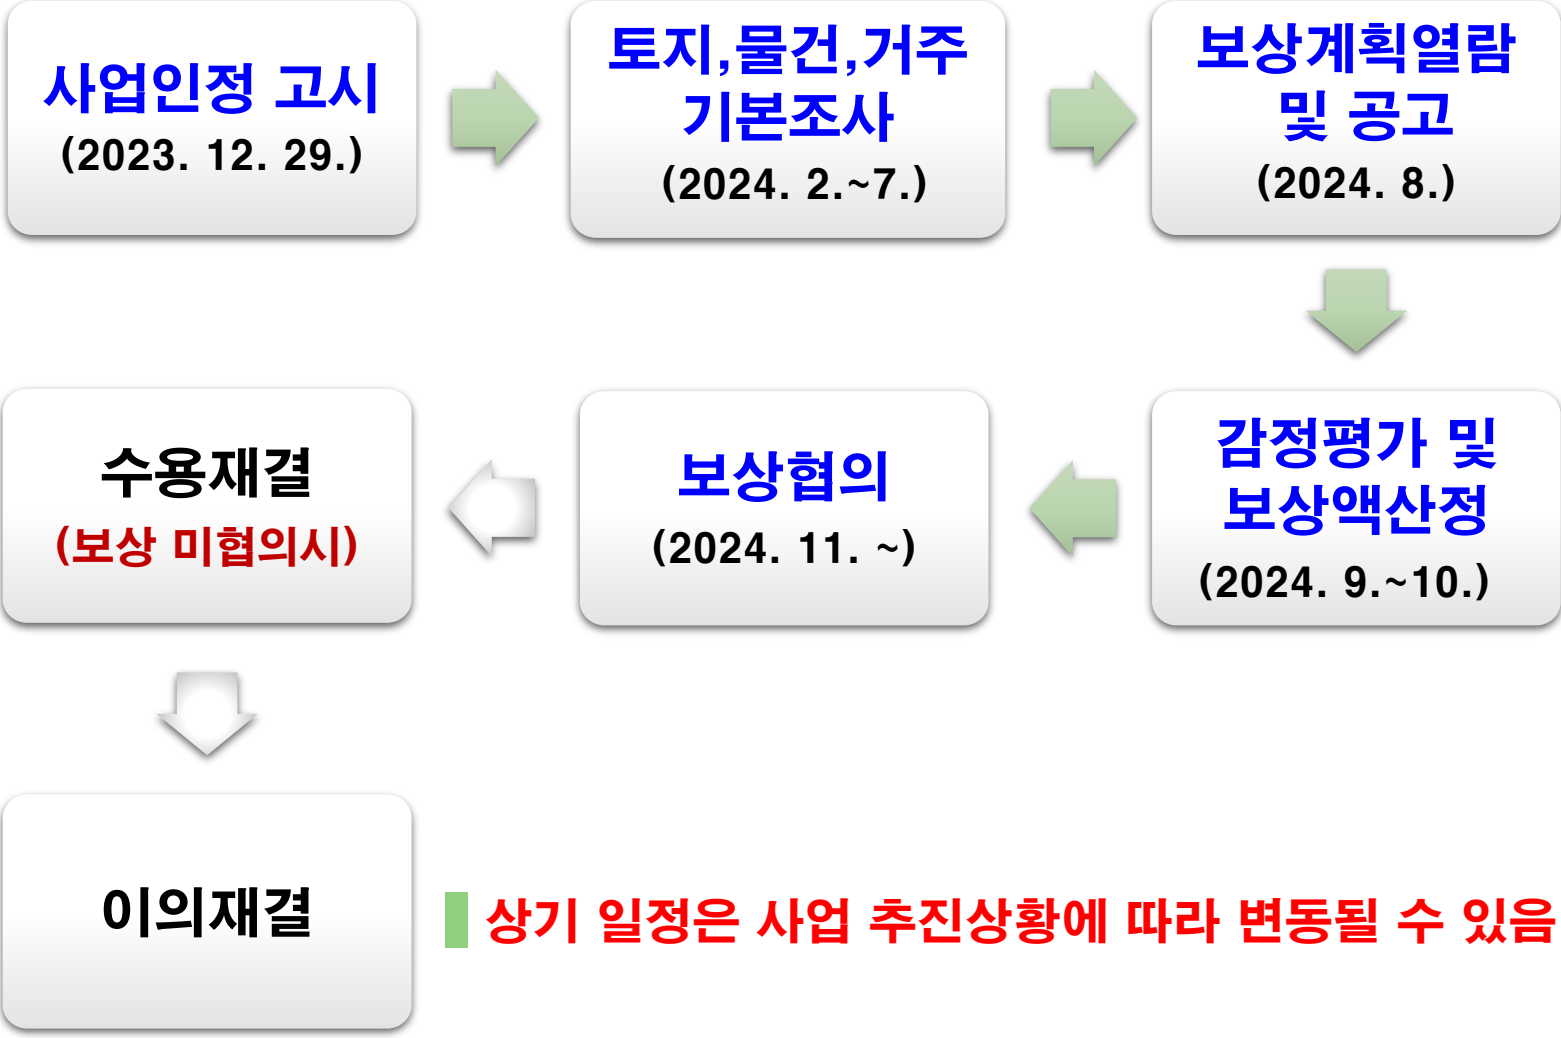 사업인정 고시
(2023. 12. 29.)
토지,물건,거주
기본조사
(2024. 2.~7.)
보상계획열람
및 공고
(2024. 8.)
감정평가 및
보상액산정
(2024. 9.~10.)
보상협의
(2024. 11. ~)
수용재결
(보상 미협의시)
이의재결
상기 일정은 사업 추진상황에 따라 변동될 수 있음